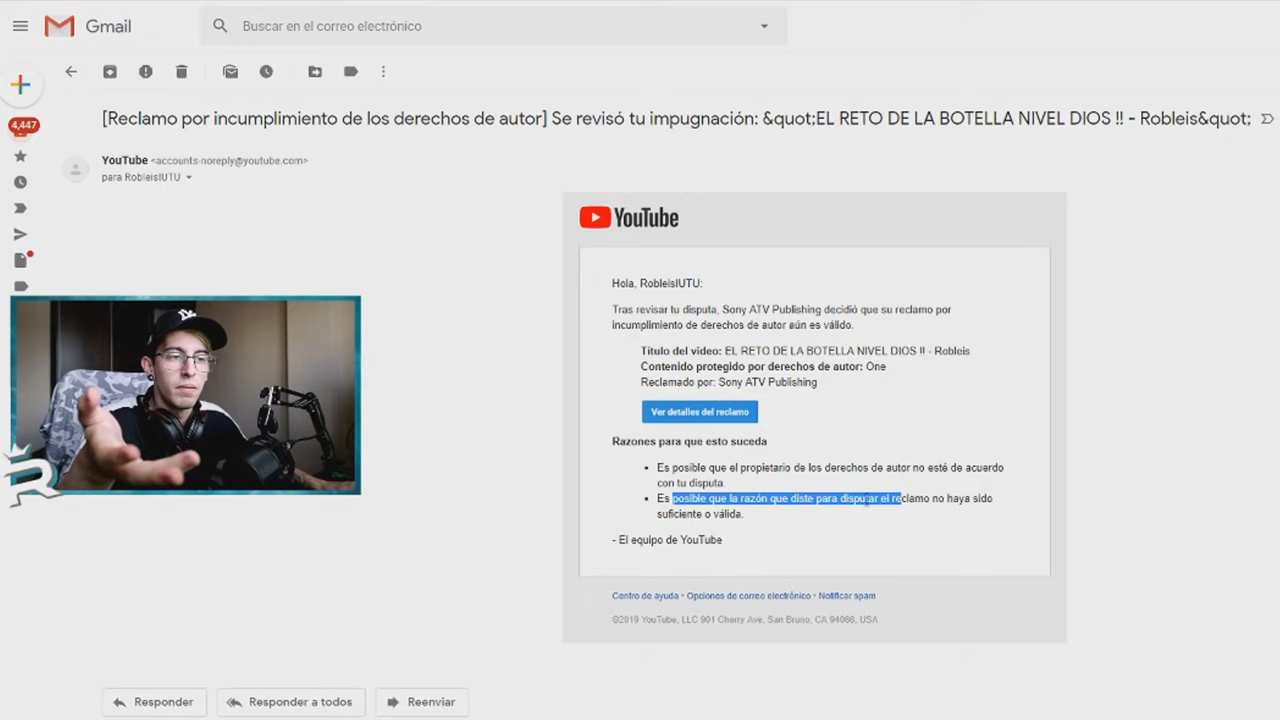 Gmail
Buscar en el correo electrónico
4,447
[Reclamo por incumplimiento de los derechos de autor] Se revisó tu impugnación: &quot;EL RETO DE LA BOTELLA NIVEL DIOS !! - Robleis&quot;
YouTube <accounts-noreply@youtube.com>
para RobleisIUTU
YouTube
Hola, RobleisIUTU:
Tras revisar tu disputa, Sony ATV Publishing decidió que su reclamo por
incumplimiento de derechos de autor aún es válido.
Título del video: EL RETO DE LA BOTELLA NIVEL DIOS !! - Robleis
Contenido protegido por derechos de autor: One
Reclamado por: Sony ATV Publishing
Ver detalles del reclamo
Razones para que esto suceda
• Es posible que el propietario de los derechos de autor no esté de acuerdo
con tu disputa
• Es posible que la razón que diste para disputar el reclamo no haya sido
suficiente o válida.
- El equipo de YouTube
Centro de ayuda • Opciones de correo electrónico • Notificar spam
©2019 YouTube, LLC 901 Cherry Ave, San Bruno, CA 94066, USA
R
Responder
Responder a todos
Reenviar